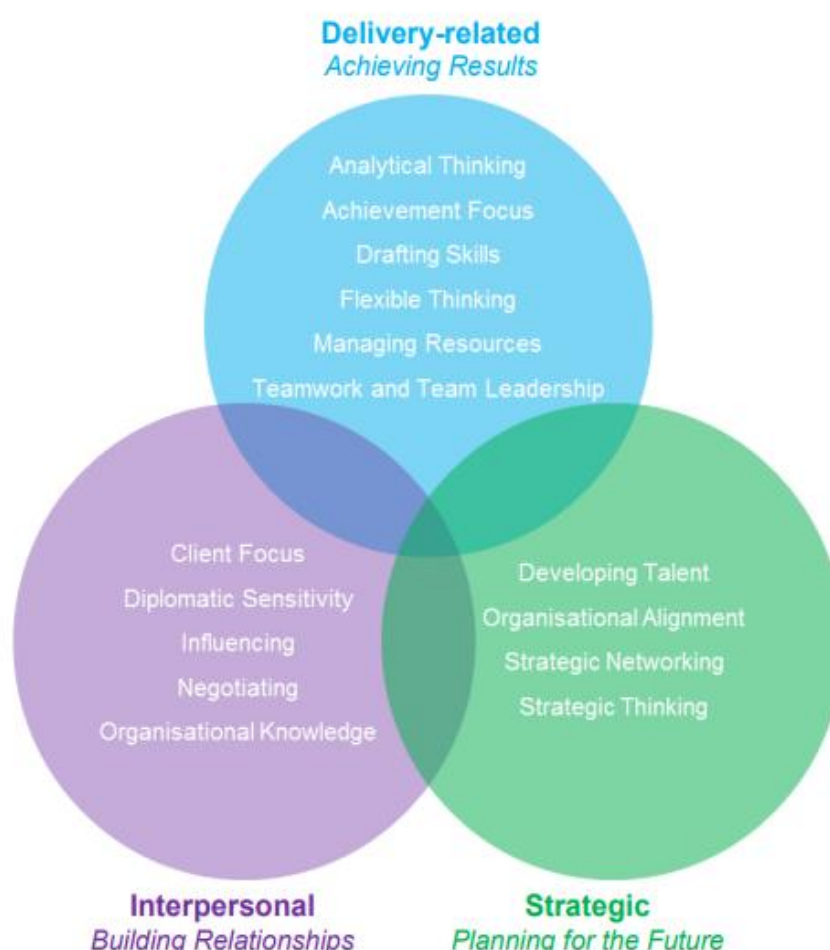 Delivery-related
Achieving Results
Analytical Thinking
Achievement Focus
Drafting Skills
Flexible Thinking
Managing Resources
Teamwork and Team Leadership
Client Focus
Diplomatic Sensitivity
Influencing
Negotiating
Organisational Knowledge
Developing Talent
Organisational Alignment
Strategic Networking
Strategic Thinking
Interpersonal
Building Relationships
Strategic
Planning for the Future